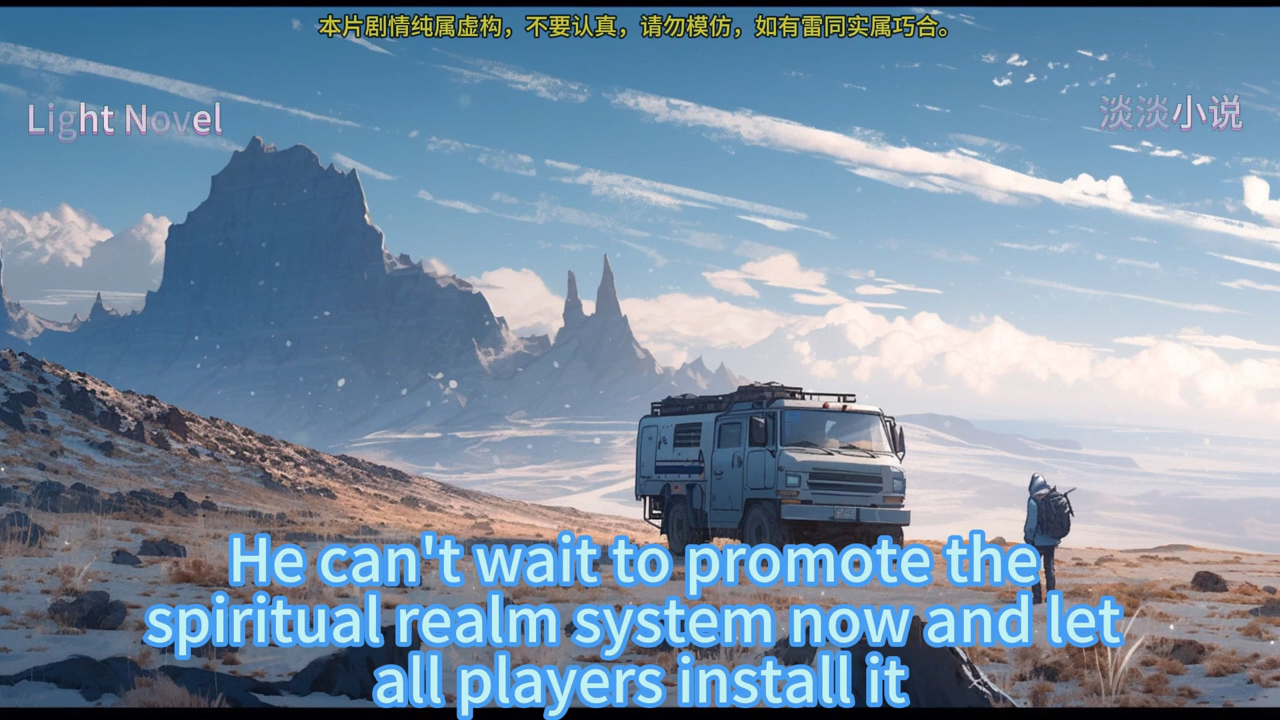 本片剧情纯属虚构，不要认真，请勿模仿，如有雷同实属巧合。
Light Novel
淡淡小说
He can't wait to promote the
spiritual realm system now and let
all players install it